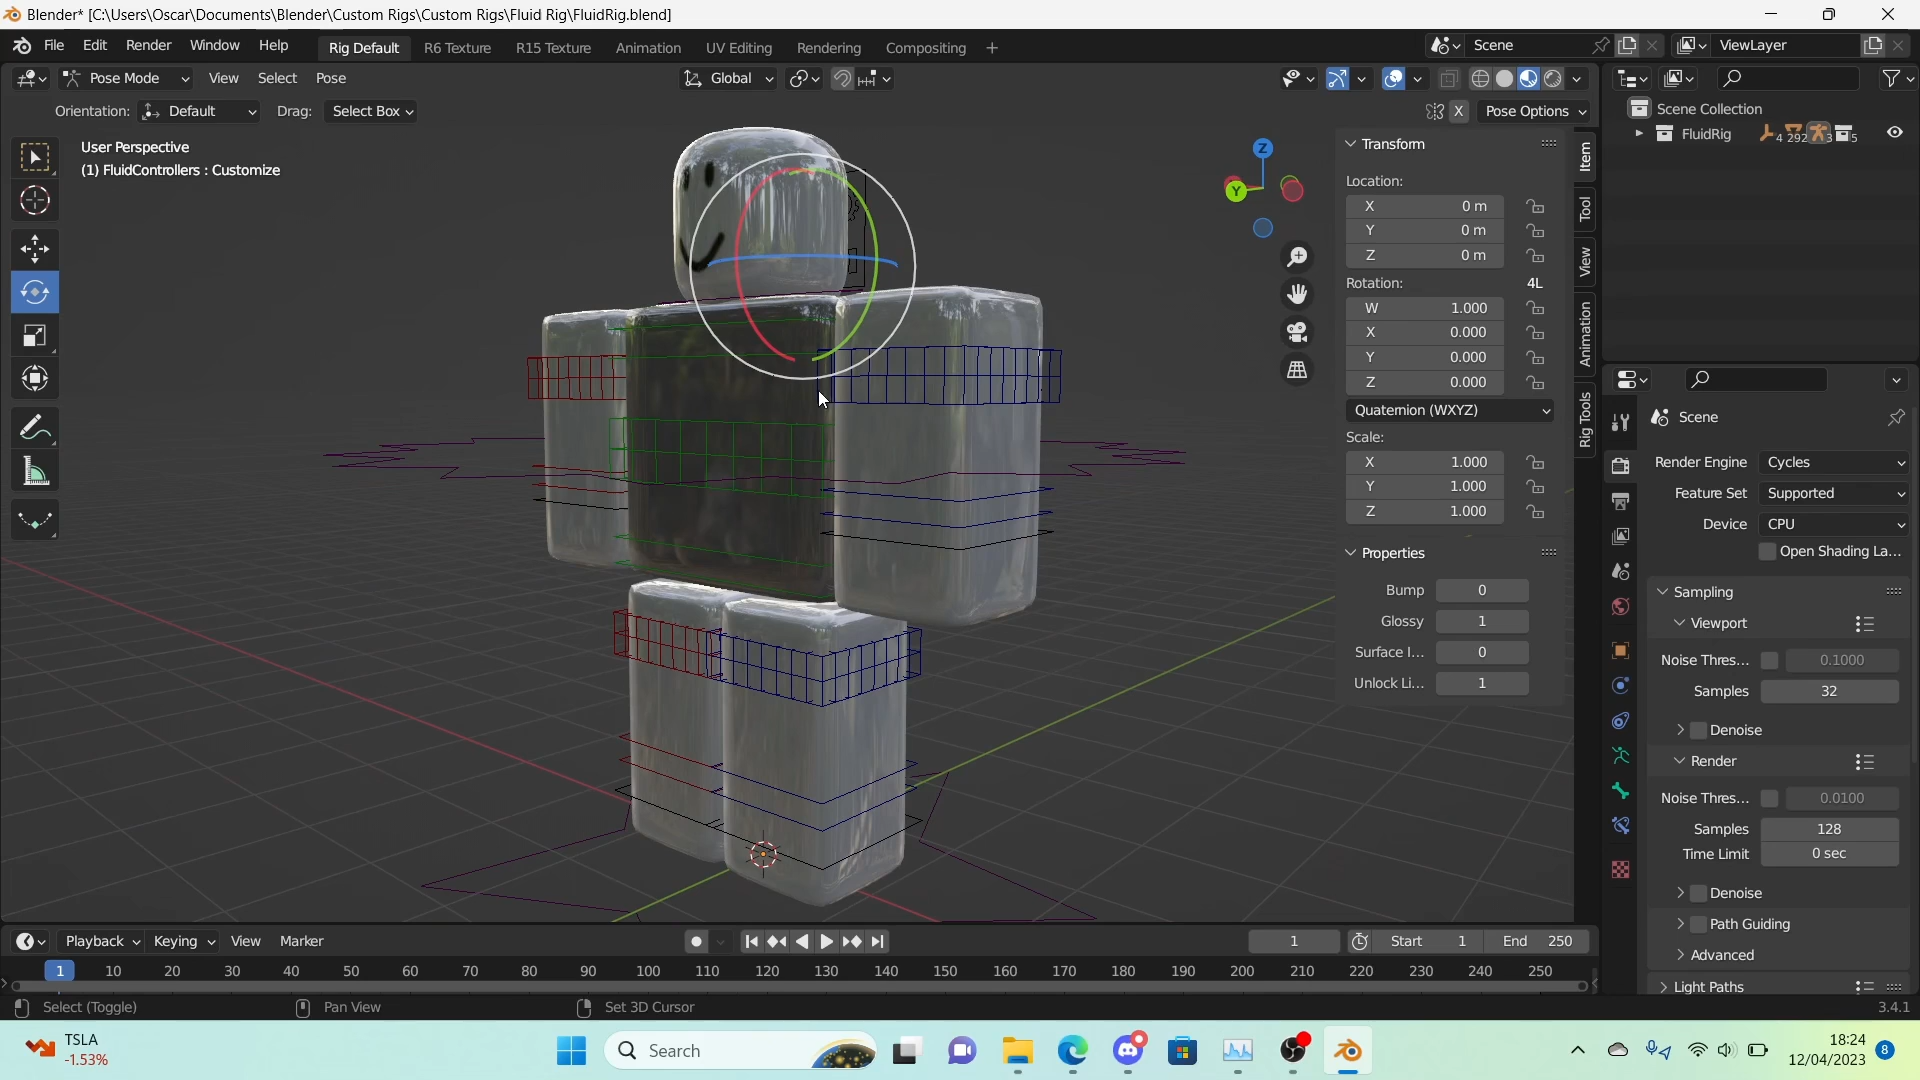 Blender* [C:\Users\Oscar\Documents\Blender\Custom Rigs\Custom Rigs\Fluid Rig\FluidRig.blend]
File Edit Render Window Help Rig Default R6 Texture R15 Texture Animation UV Editing Rendering Compositing Scene ViewLayer
Pose Mode View Select Pose Global
Orientation: Default Drag: Select Box X Pose Options
User Perspective
(1) FluidControllers : Customize
Z
Y
Transform
Location:
X 0 m
Y 0 m
Z 0 m
Rotation: 4L
W 1.000
X 0.000
Y 0.000
Z 0.000
Quaternion (WXYZ)
Scale:
X 1.000
Y 1.000
Z 1.000
Properties
Bump 0
Glossy 1
Surface I... 0
Unlock Li... 1
Item
Tool
View
Animation
Rig Tools
Scene Collection
FluidRig 4 292 3 5
Scene
Render Engine Cycles
Feature Set Supported
Device CPU
Open Shading La...
Sampling
Viewport
Noise Thres... 0.1000
Samples 32
Denoise
Render
Noise Thres... 0.0100
Samples 128
Time Limit 0 sec
Denoise
Path Guiding
Advanced
Light Paths
Playback Keying View Marker 1 Start 1 End 250
1 10 20 30 40 50 60 70 80 90 100 110 120 130 140 150 160 170 180 190 200 210 220 230 240 250
Select (Toggle) Pan View Set 3D Cursor 3.4.1
TSLA
-1.53%
Search
18:24
12/04/2023
8